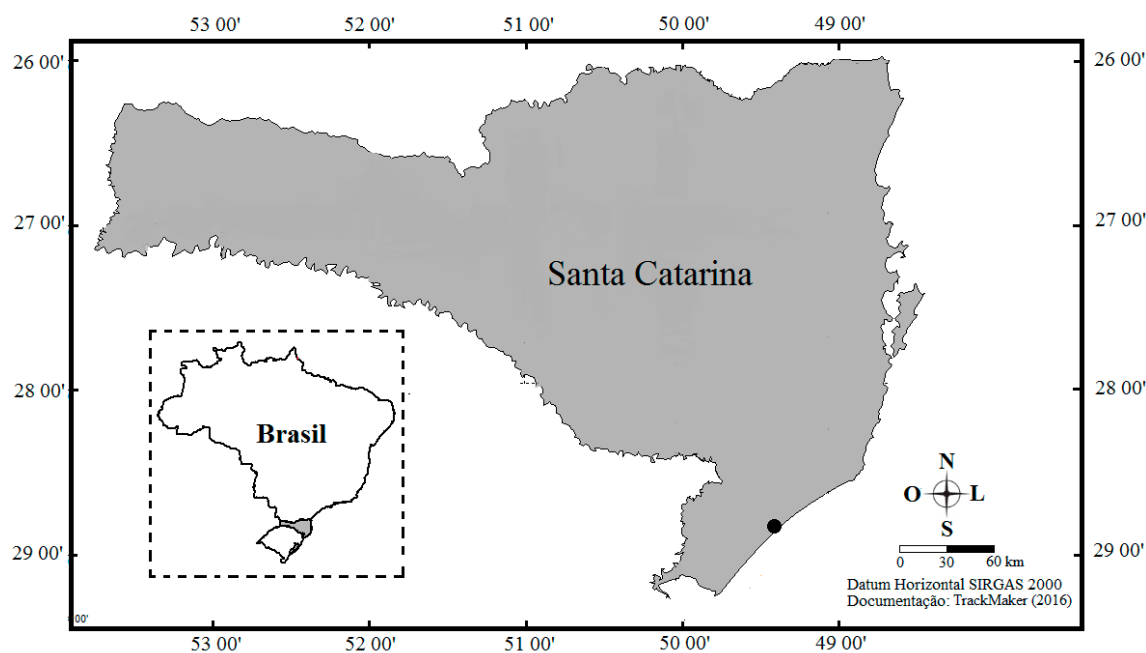 53 00' 52 00' 51 00' 50 00' 49 00'
26 00' 26 00'
27 00' 27 00'
Santa Catarina
28 00' 28 00'
Brasil
N
O L
S
29 00' 29 00'
0 30 60 km
Datum Horizontal SIRGAS 2000
Documentação: TrackMaker (2016)
00'
53 00' 52 00' 51 00' 50 00' 49 00'